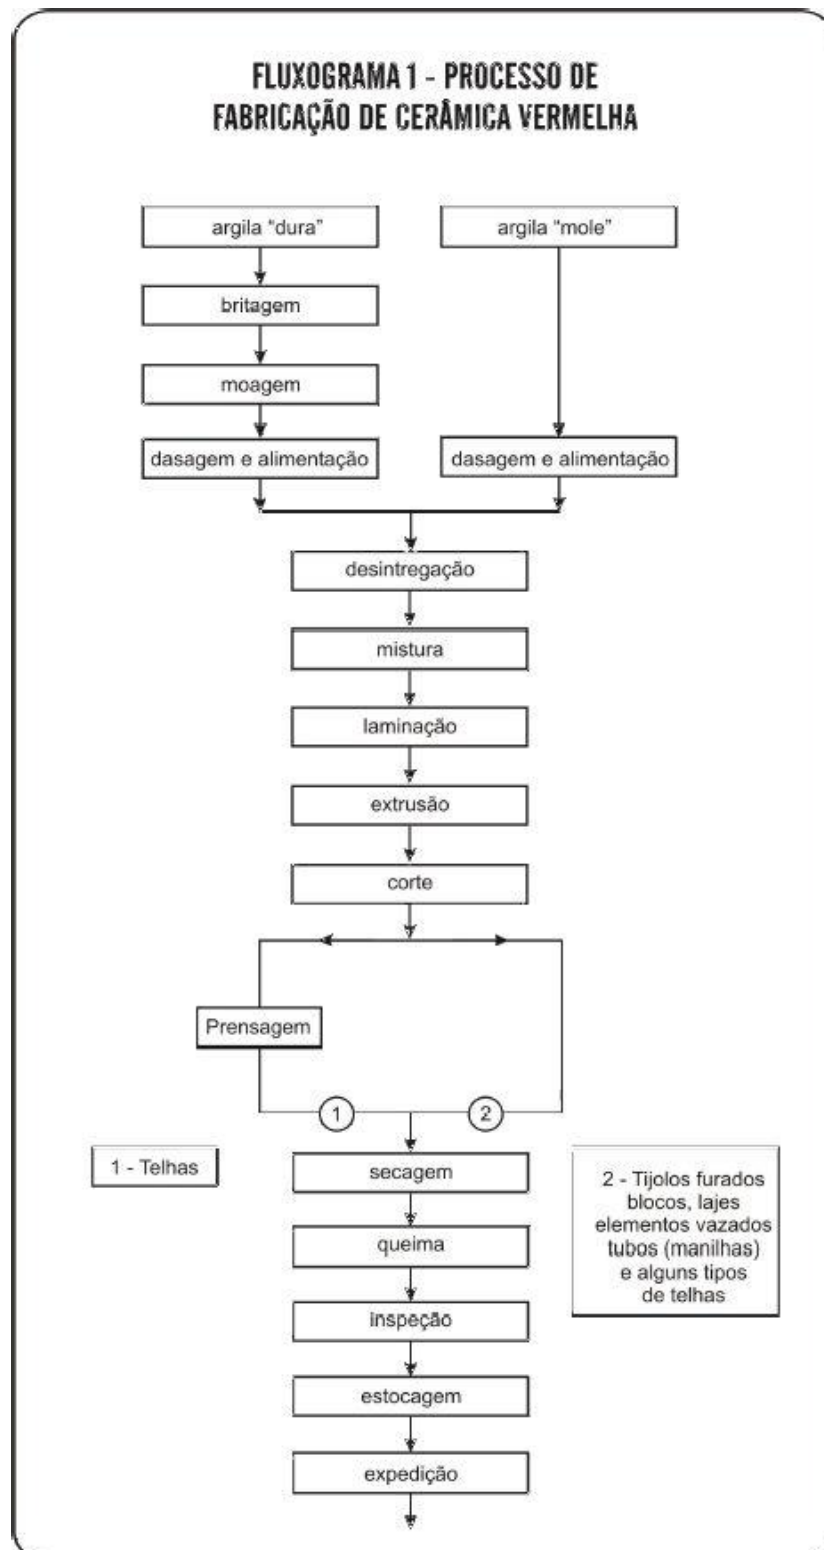 FLUXOGRAMA 1 - PROCESSO DE
FABRICAÇÃO DE CERÂMICA VERMELHA
argila “dura”
argila “mole”
britagem
moagem
dasagem e alimentação
dasagem e alimentação
desintregação
mistura
laminação
extrusão
corte
Prensagem
1
2
1 - Telhas
secagem
2 - Tijolos furados
blocos, lajes
elementos vazados
tubos (manilhas)
e alguns tipos
de telhas
queima
inspeção
estocagem
expedição